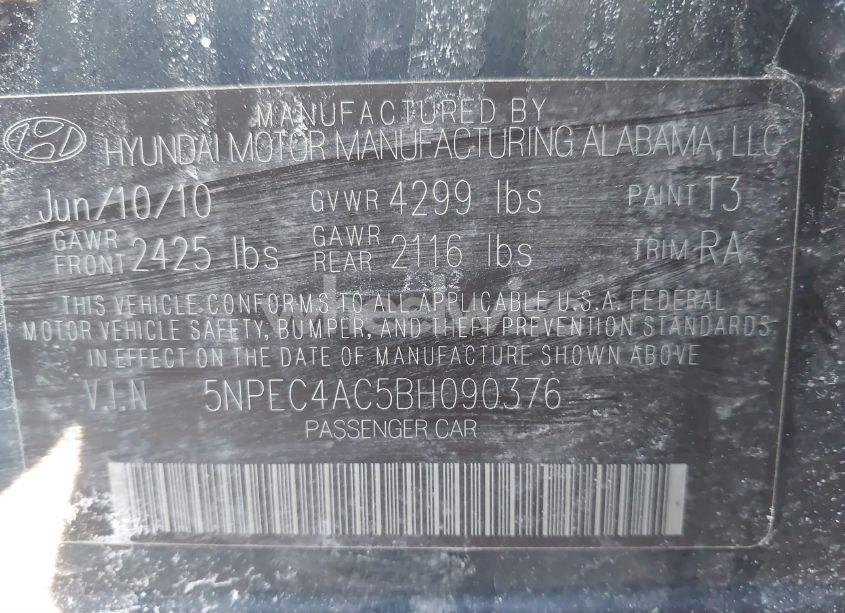 MANUFACTURED BY
HYUNDAI MOTOR MANUFACTURING ALABAMA, LLC
Jun/10/10 GVWR 4299 lbs PAINT T3
GAWR FRONT 2425 lbs GAWR REAR 2116 lbs TRIM RA
THIS VEHICLE CONFORMS TO ALL APPLICABLE U.S.A. FEDERAL
MOTOR VEHICLE SAFETY, BUMPER, AND THEFT PREVENTION STANDARDS
IN EFFECT ON THE DATE OF MANUFACTURE SHOWN ABOVE
V.I.N 5NPEC4AC5BH090376
PASSENGER CAR